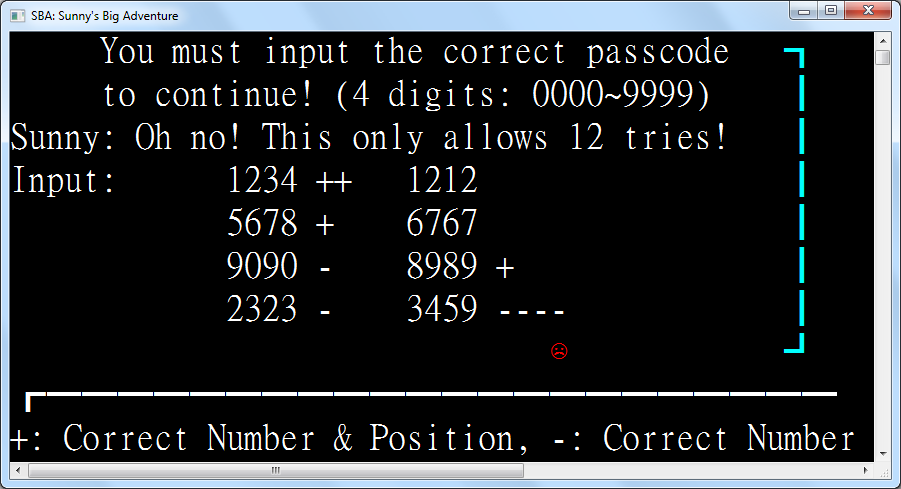 SBA: Sunny's Big Adventure
You must input the correct passcode
to continue! (4 digits: 0000~9999)
Sunny: Oh no! This only allows 12 tries!
Input: 1234 ++ 1212
5678 + 6767
9090 - 8989 +
2323 - 3459 ----
+: Correct Number & Position, -: Correct Number